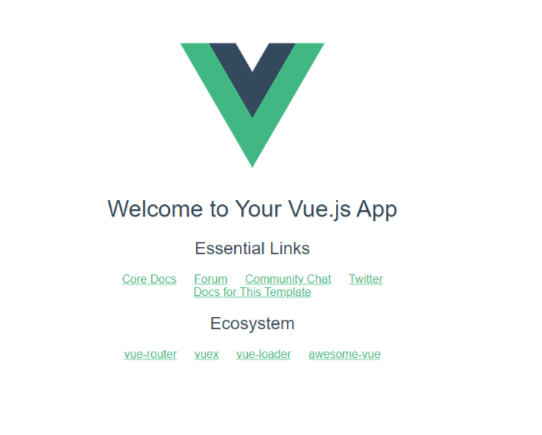 Welcome to Your Vue.js App
Essential Links
Core Docs Forum Community Chat Twitter
Docs for This Template
Ecosystem
vue-router vuex vue-loader awesome-vue